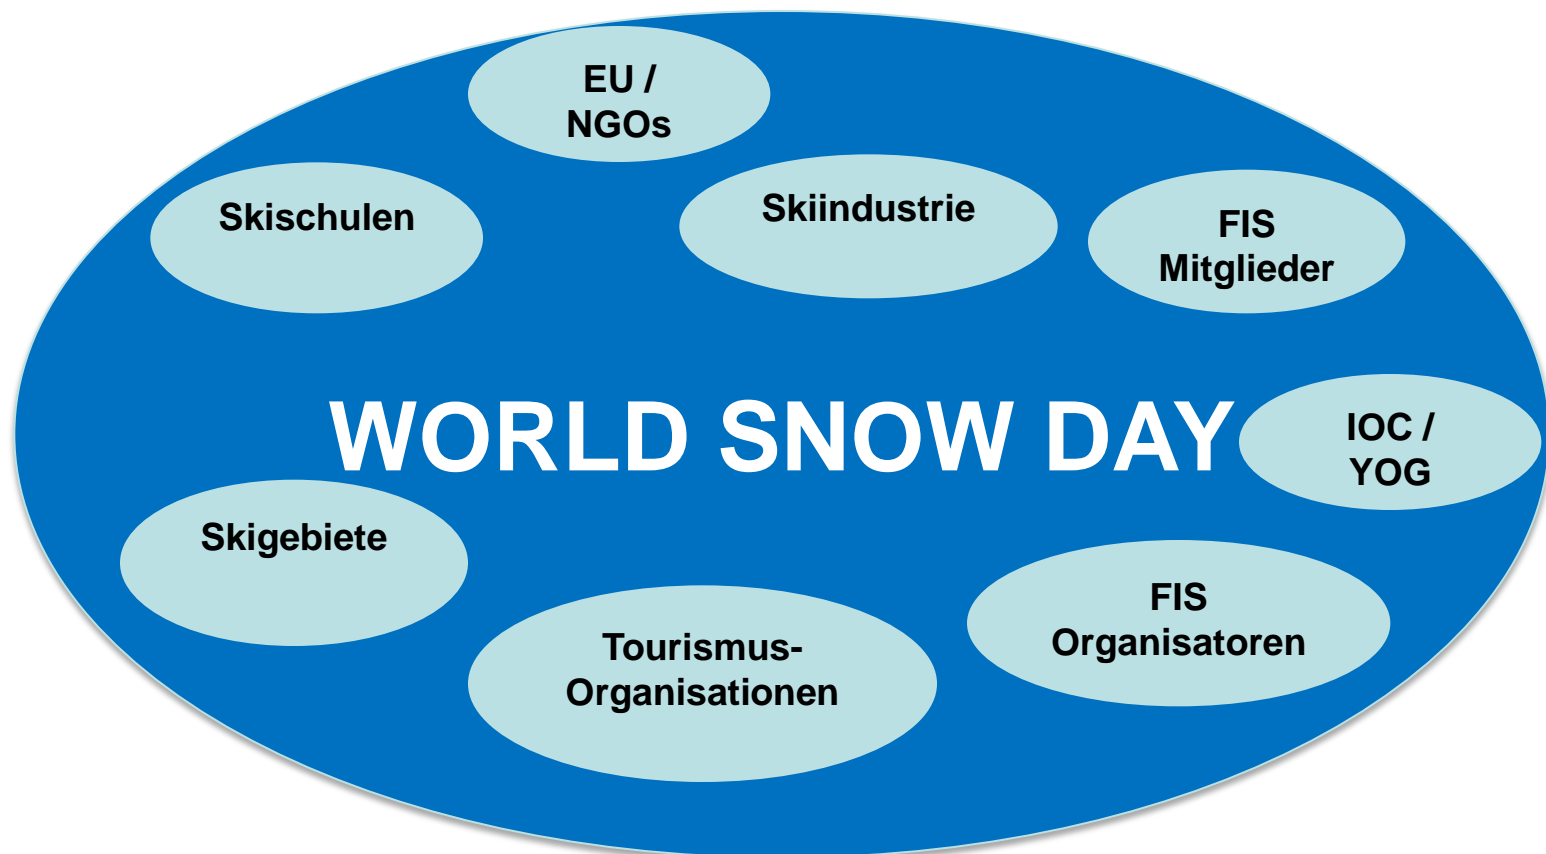 EU /
NGOs
Skischulen
Skiindustrie
FIS
Mitglieder
WORLD SNOW DAY
IOC /
YOG
Skigebiete
FIS
Organisatoren
Tourismus-
Organisationen